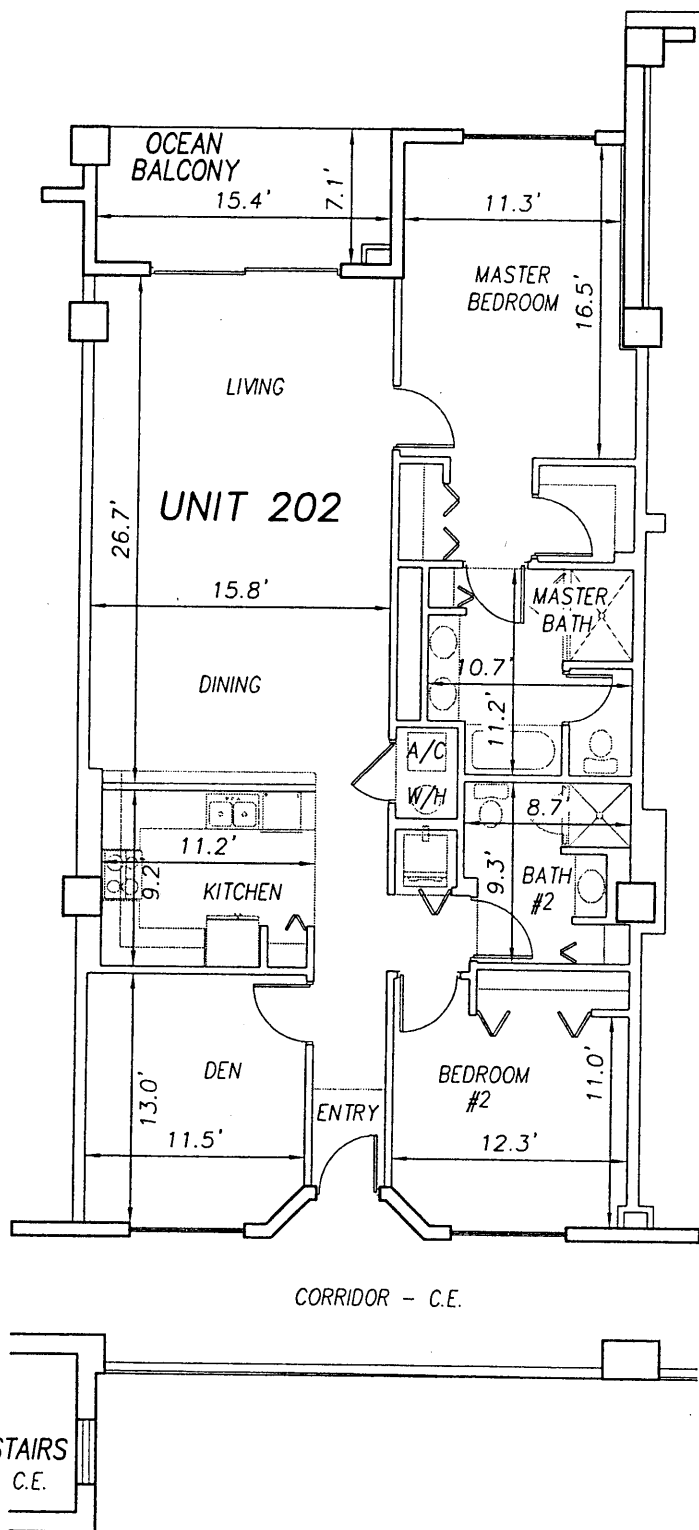 OCEAN
BALCONY
15.4'
7.1'
11.3'
MASTER
BEDROOM
16.5'
LIVING
UNIT 202
26.7'
15.8'
MASTER
BATH
10.7'
DINING
11.2'
A/C
W/H
8.7'
11.2'
9.2'
KITCHEN
9.3'
BATH
#2
DEN
13.0'
11.5'
ENTRY
BEDROOM
#2
11.0'
12.3'
CORRIDOR - C.E.
STAIRS
C.E.